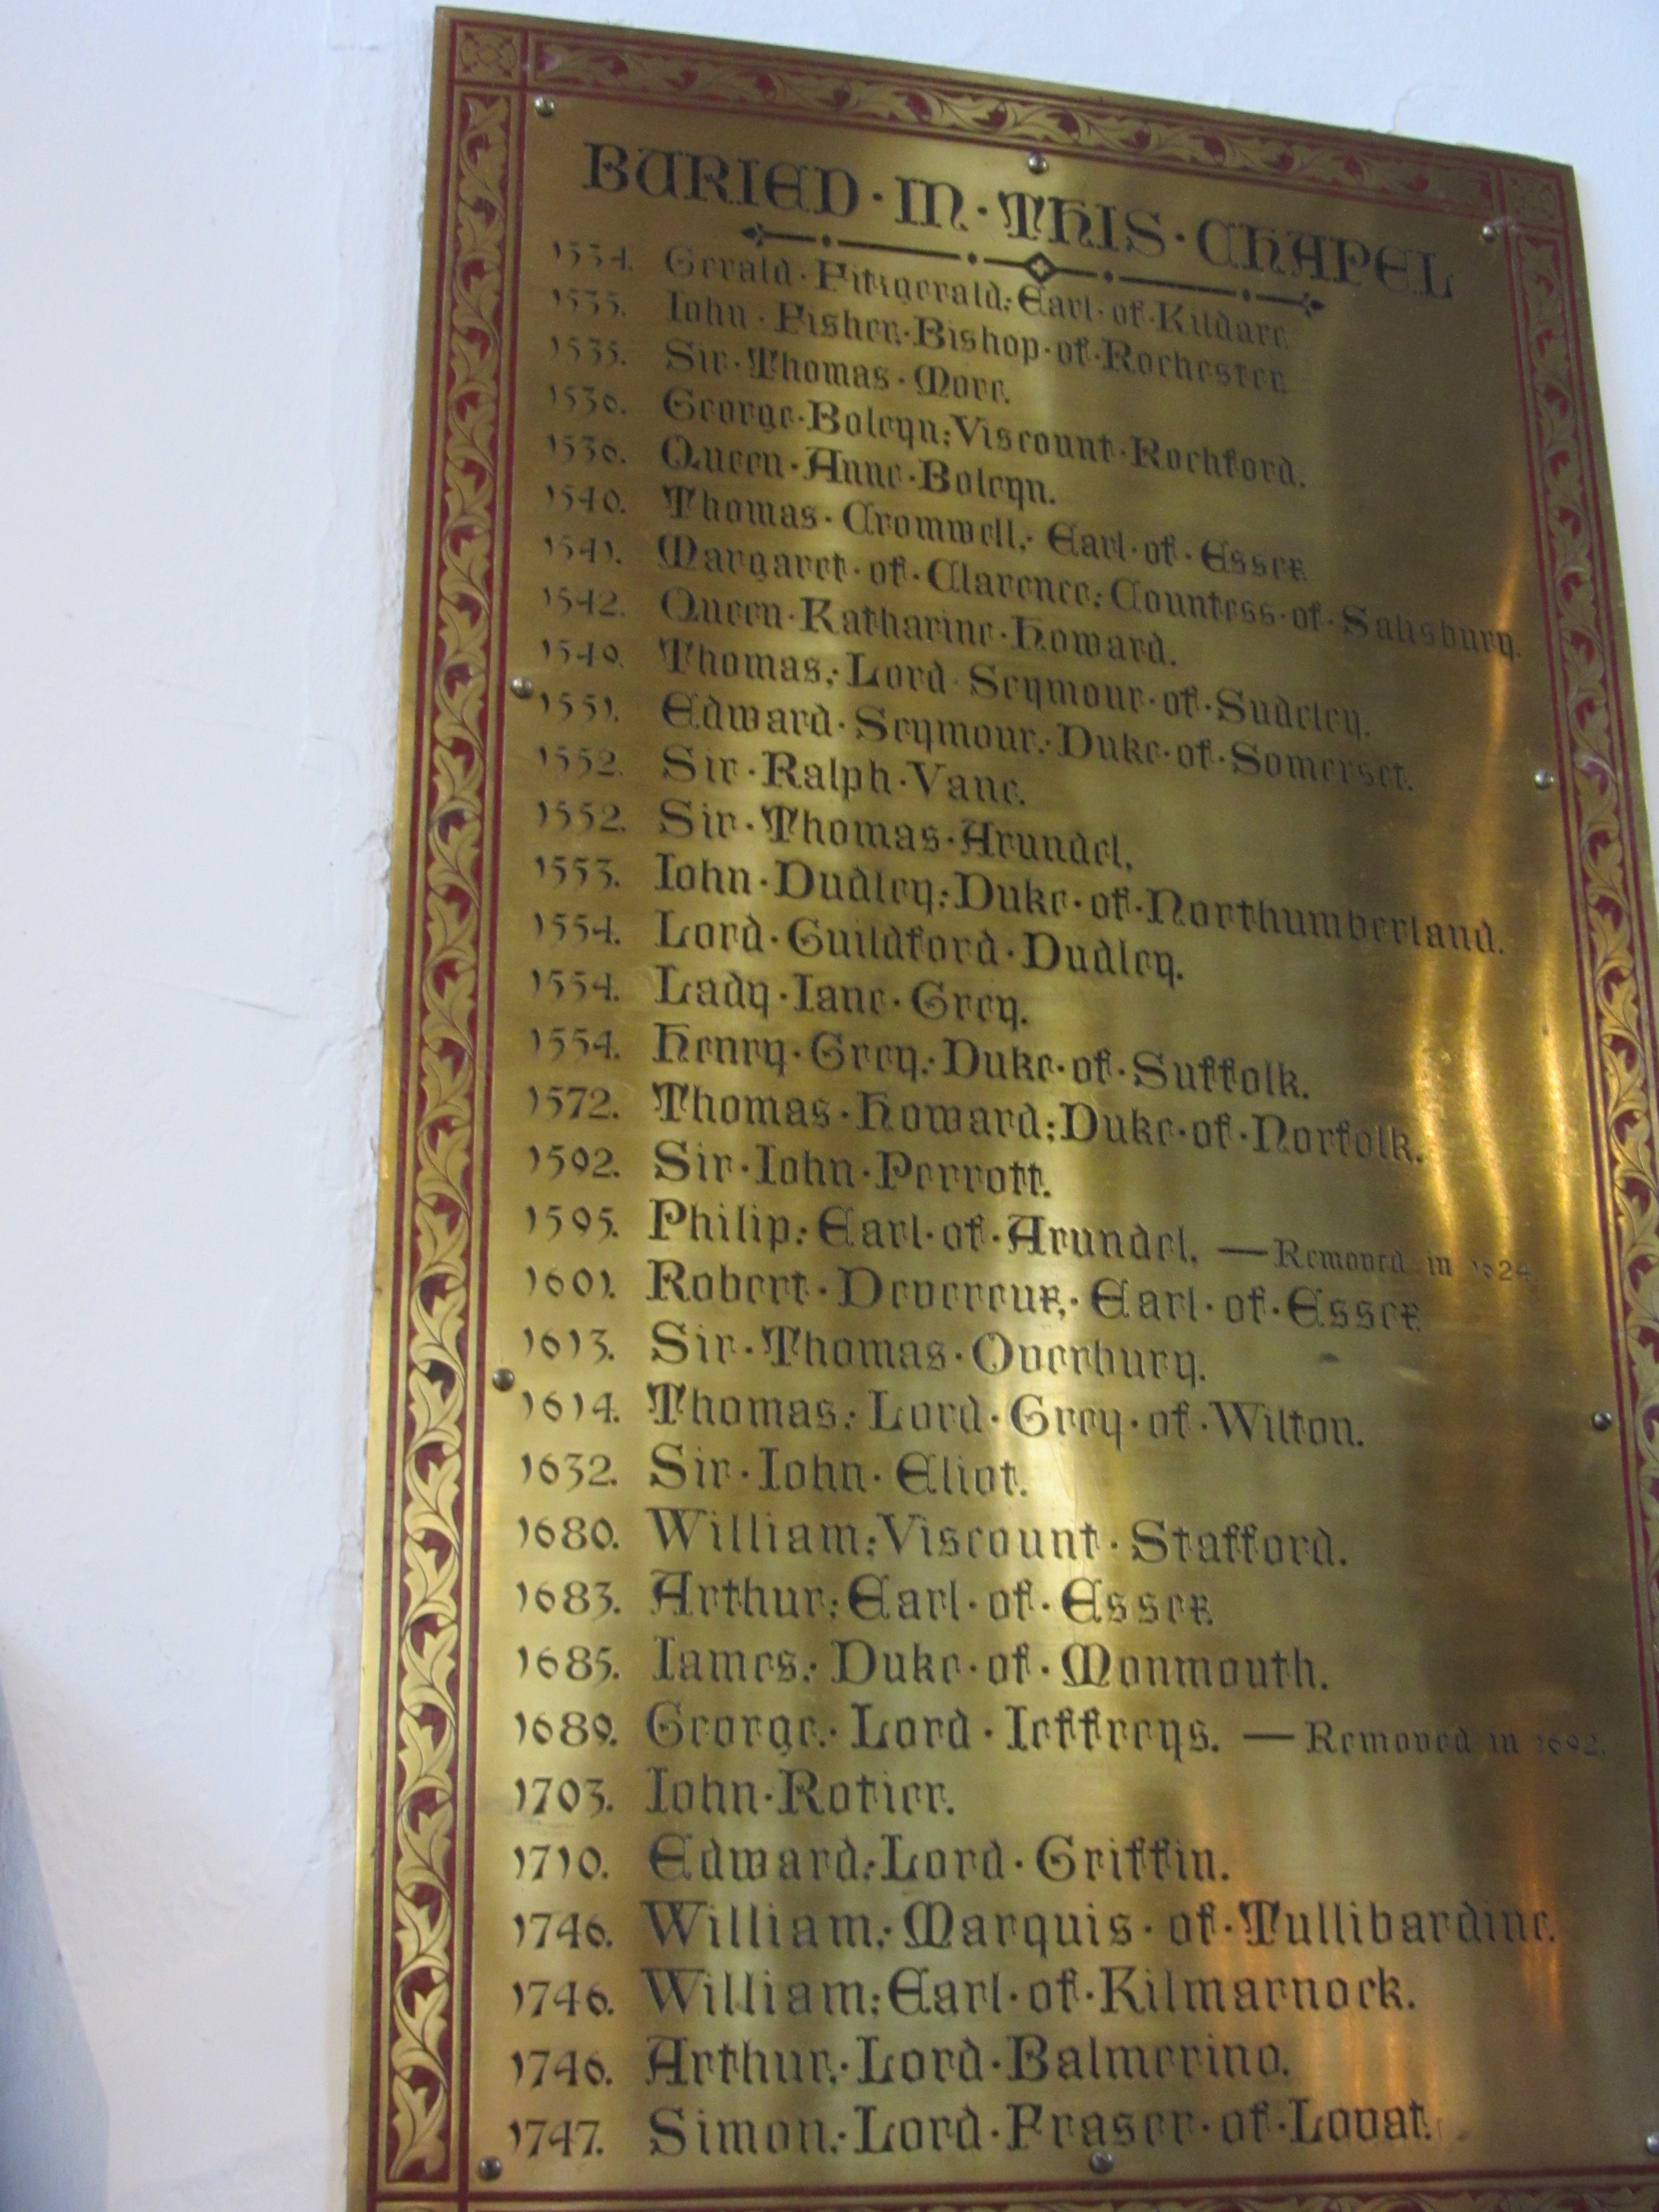 BURIED · IN · THIS · CHAPEL
1534. Gerald · Fitzgerald; Earl · of · Kildare
1535. Iohn · Fisher; Bishop · of · Rochester
1535. Sir · Thomas · More.
1536. George · Boleyn; Viscount · Rochford.
1536. Queen · Anne · Boleyn.
1540. Thomas · Cromwell; Earl · of · Essex
1541. Margaret · of · Clarence; Countess · of · Salisbury.
1542. Queen · Katharine · Howard.
1549. Thomas; Lord · Seymour · of · Sudeley.
1551. Edward · Seymour; Duke · of · Somerset.
1552. Sir · Ralph · Vane.
1552. Sir · Thomas · Arundel.
1553. Iohn · Dudley; Duke · of · Northumberland.
1554. Lord · Guildford · Dudley.
1554. Lady · Iane · Grey.
1554. Henry · Grey; Duke · of · Suffolk.
1572. Thomas · Howard; Duke · of · Norfolk.
1592. Sir · Iohn · Perrott.
1595. Philip; Earl · of · Arundel. — Removed in 1624.
1601. Robert · Devereux; Earl · of · Essex
1613. Sir · Thomas · Overbury.
1614. Thomas; Lord · Grey · of · Wilton.
1632. Sir · Iohn · Eliot.
1680. William; Viscount · Stafford.
1683. Arthur; Earl · of · Essex
1685. Iames; Duke · of · Monmouth.
1689. George; Lord · Ieffreys. — Removed in 1692.
1703. Iohn · Rotier.
1710. Edward; Lord · Griffin.
1746. William; Marquis · of · Tullibardine.
1746. William; Earl · of · Kilmarnock.
1746. Arthur; Lord · Balmerino.
1747. Simon; Lord · Fraser · of · Lovat.